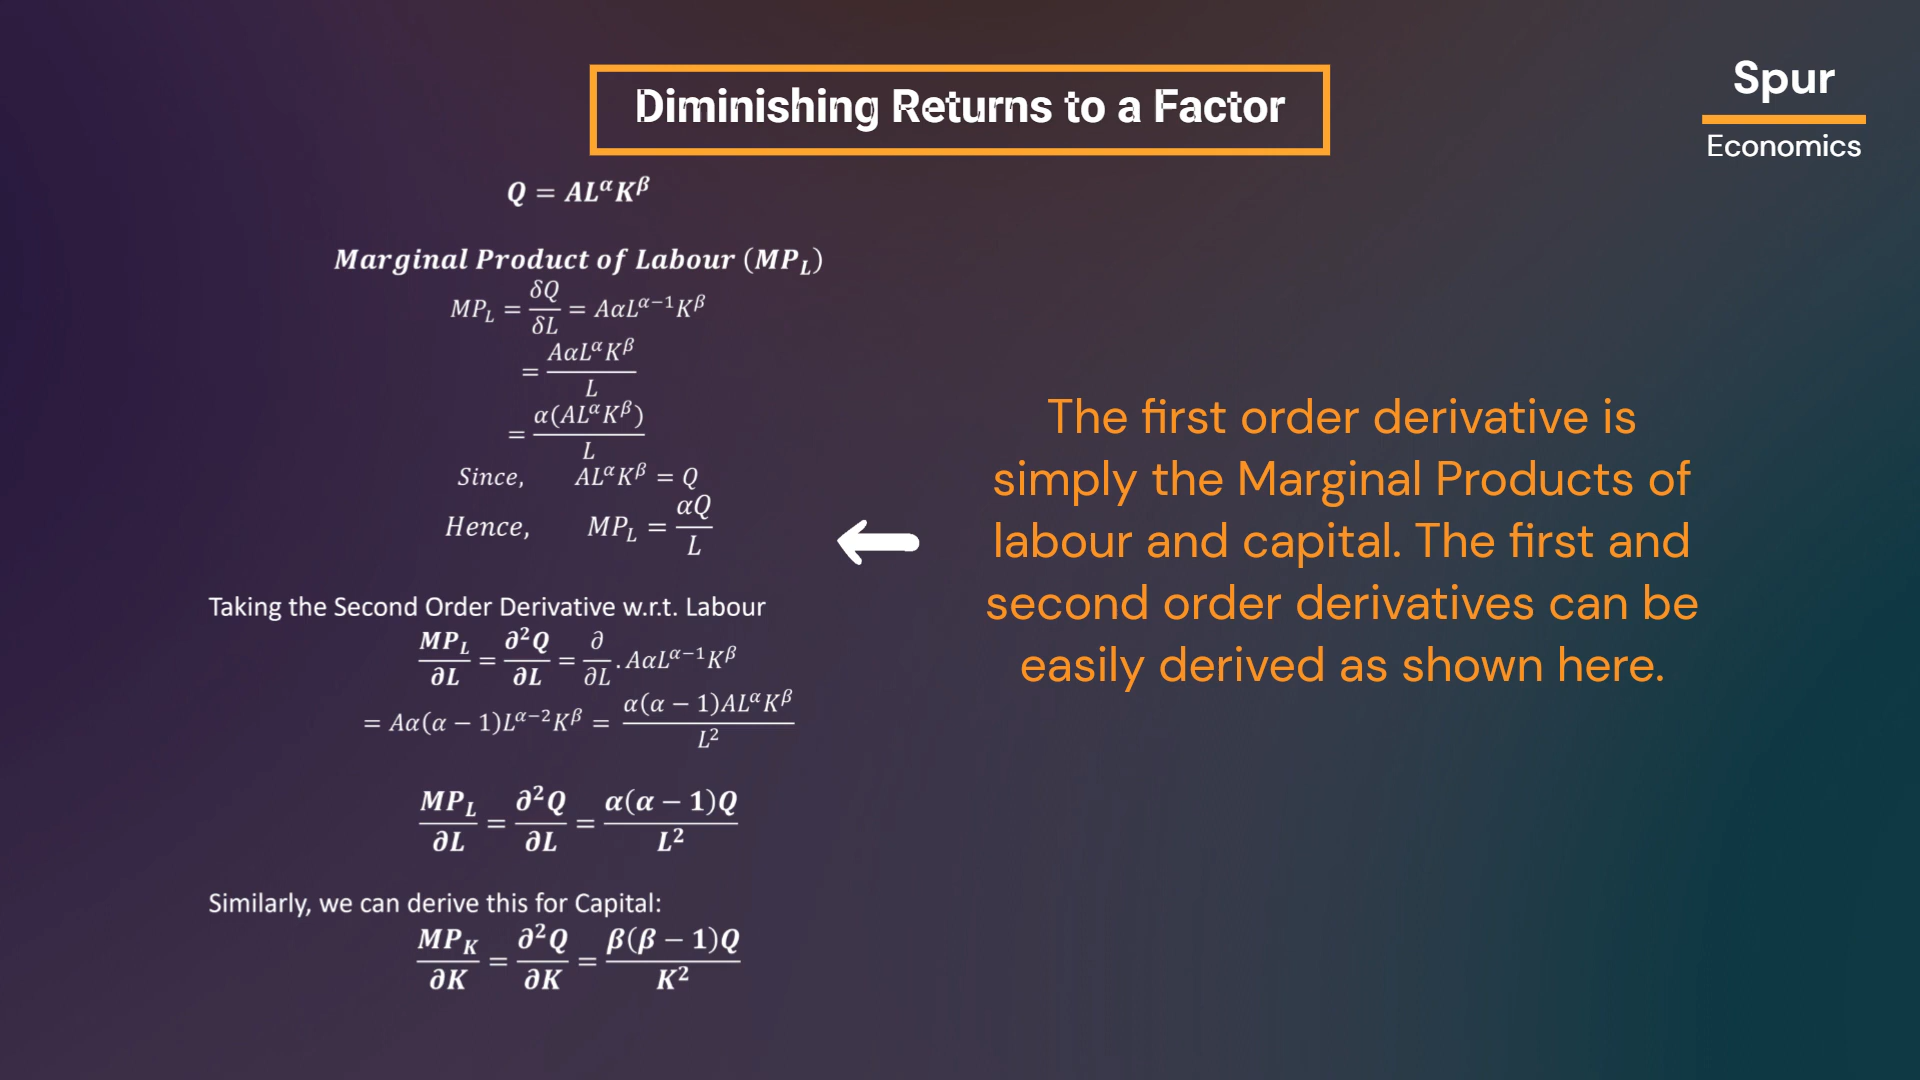 Diminishing Returns to a Factor
Spur
Economics
Q = AL^α K^β
Marginal Product of Labour (MP_L)
MP_L = δQ/δL = AαL^(α−1) K^β
= AαL^α K^β / L
= α(AL^α K^β) / L
Since, AL^α K^β = Q
Hence, MP_L = αQ/L
Taking the Second Order Derivative w.r.t. Labour
MP_L/∂L = ∂²Q/∂L = ∂/∂L . AαL^(α−1) K^β
= Aα(α − 1)L^(α−2) K^β = α(α − 1)AL^α K^β / L²
MP_L/∂L = ∂²Q/∂L = α(α − 1)Q / L²
Similarly, we can derive this for Capital:
MP_K/∂K = ∂²Q/∂K = β(β − 1)Q / K²
The first order derivative is
simply the Marginal Products of
labour and capital. The first and
second order derivatives can be
easily derived as shown here.